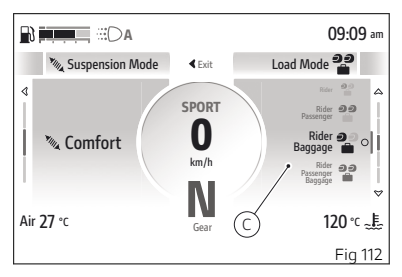 A 09:09 am
Suspension Mode Exit Load Mode
Rider
SPORT
Rider
Passenger
Comfort 0 Rider
Baggage
km/h
Rider
Passenger
Baggage
N
Air 27 °C Gear C 120 °C
Fig 112